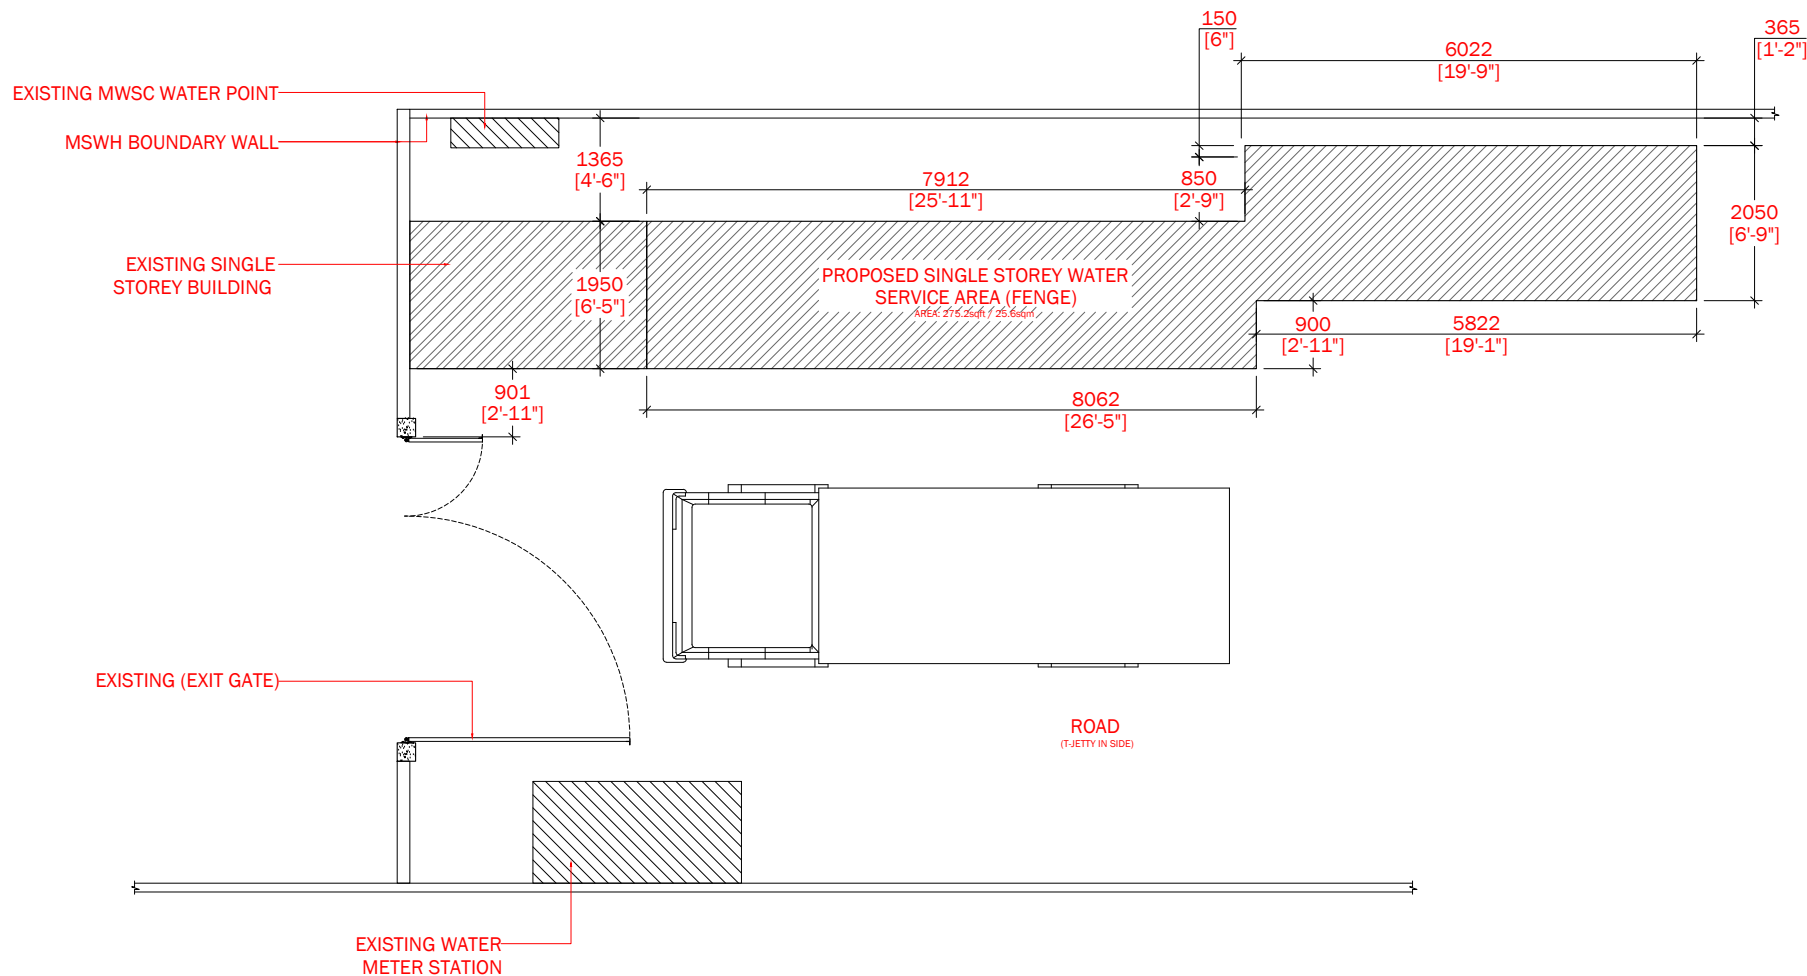 150
[6"]
6022
[19'-9"]
365
[1'-2"]
EXISTING MWSC WATER POINT
MSWH BOUNDARY WALL
1365
[4'-6"]
7912
[25'-11"]
850
[2'-9"]
2050
[6'-9"]
EXISTING SINGLE
STOREY BUILDING
1950
[6'-5"]
PROPOSED SINGLE STOREY WATER
SERVICE AREA (FENGE)
AREA: 275.2sqft / 25.6sqm
900
[2'-11"]
5822
[19'-1"]
901
[2'-11"]
8062
[26'-5"]
EXISTING (EXIT GATE)
ROAD
(T-JETTY IN SIDE)
EXISTING WATER
METER STATION